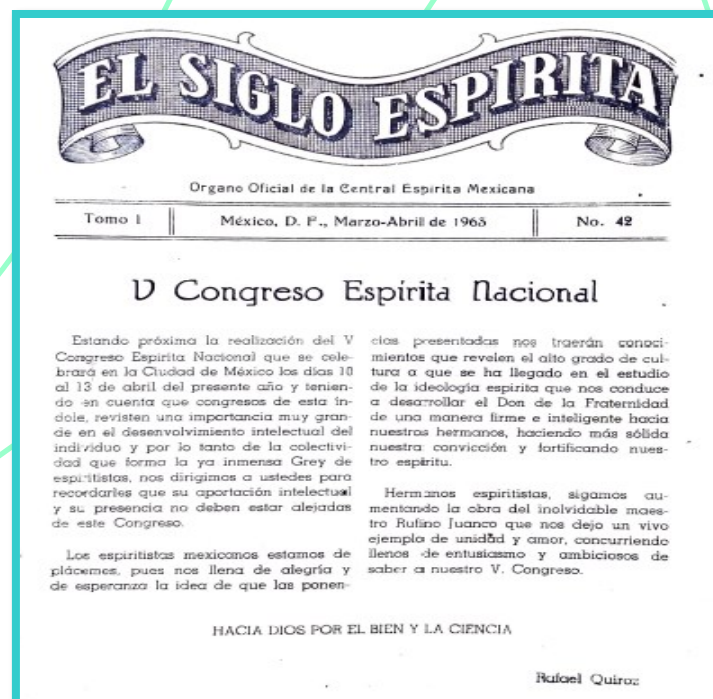 EL SIGLO ESPIRITA
Organo Oficial de la Central Espirita Mexicana
Tomo I
México, D. F., Marzo-Abril de 1963
No. 42
V Congreso Espírita Nacional
Estando próxima la realización del V
Congreso Espirita Nacional que se cele-
brará en la Ciudad de México los días 10
al 13 de abril del presente año y tenien-
do en cuenta que congresos de esta ín-
dole, revisten una importancia muy gran-
de en el desenvolvimiento intelectual del
individuo y por lo tanto de la colectivi-
dad que forma la ya inmensa Grey de
espiritistas, nos dirigimos a ustedes para
recordarles que su aportación intelectual
y su presencia no deben estar alejadas
de este Congreso.
Los espiritistas mexicanos estamos de
plácemes, pues nos llena de alegría y
de esperanza la idea de que las ponen-
cias presentadas nos traerán conoci-
mientos que revelen el alto grado de cul-
tura a que se ha llegado en el estudio
de la ideología espirita que nos conduce
a desarrollar el Don de la Fraternidad
de una manera firme e inteligente hacia
nuestros hermanos, haciendo más sólida
nuestra convicción y fortificando nues-
tro espíritu.
Hermanos espiritistas, sigamos au-
mentando la obra del inolvidable maes-
tro Rufino Juanco que nos dejo un vivo
ejemplo de unidad y amor, concurriendo
llenos de entusiasmo y ambiciosos de
saber a nuestro V. Congreso.
HACIA DIOS POR EL BIEN Y LA CIENCIA
Rafael Quiroz